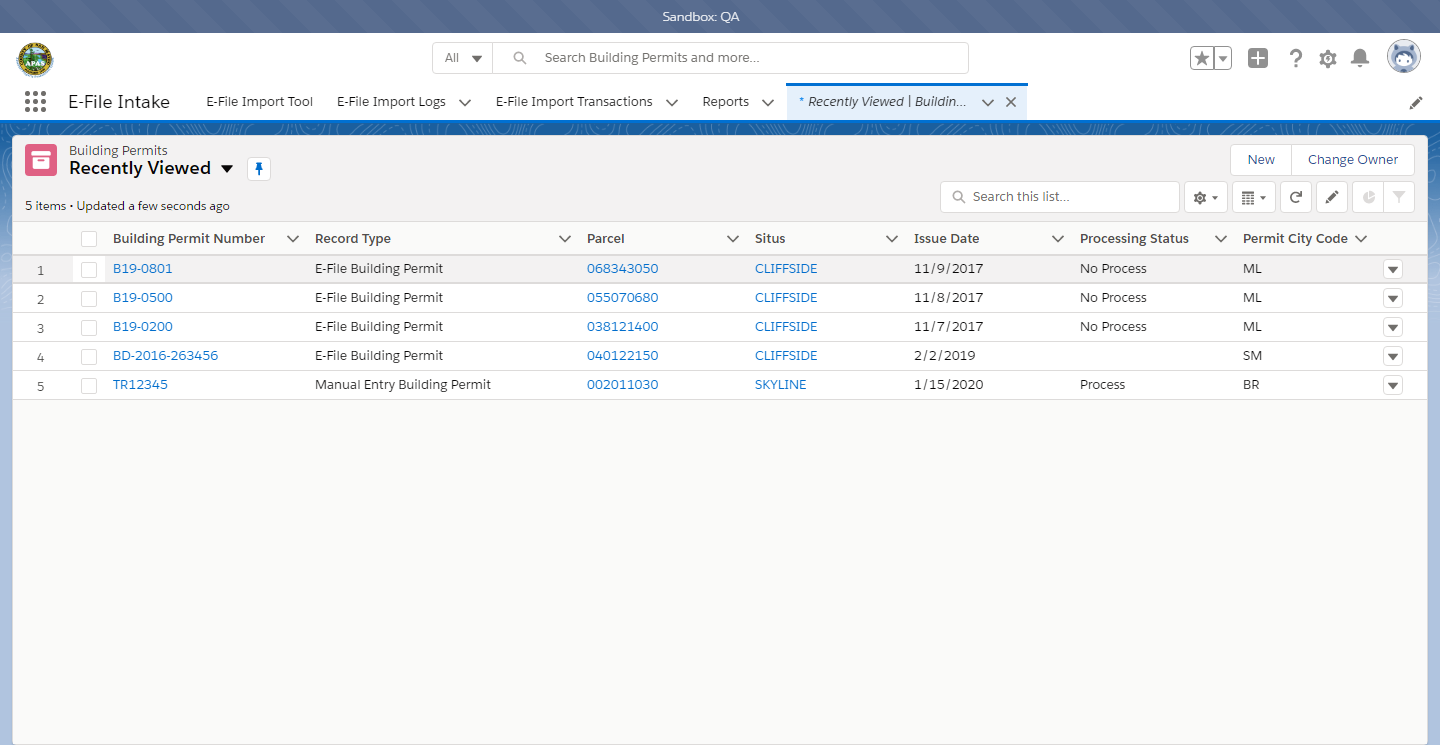 Sandbox: QA
APAS
All Search Building Permits and more...
E-File Intake E-File Import Tool E-File Import Logs E-File Import Transactions Reports * Recently Viewed | Buildin...
Building Permits
Recently Viewed
New Change Owner
5 items • Updated a few seconds ago
Search this list...
Building Permit Number Record Type Parcel Situs Issue Date Processing Status Permit City Code
1 B19-0801 E-File Building Permit 068343050 CLIFFSIDE 11/9/2017 No Process ML
2 B19-0500 E-File Building Permit 055070680 CLIFFSIDE 11/8/2017 No Process ML
3 B19-0200 E-File Building Permit 038121400 CLIFFSIDE 11/7/2017 No Process ML
4 BD-2016-263456 E-File Building Permit 040122150 CLIFFSIDE 2/2/2019 SM
5 TR12345 Manual Entry Building Permit 002011030 SKYLINE 1/15/2020 Process BR